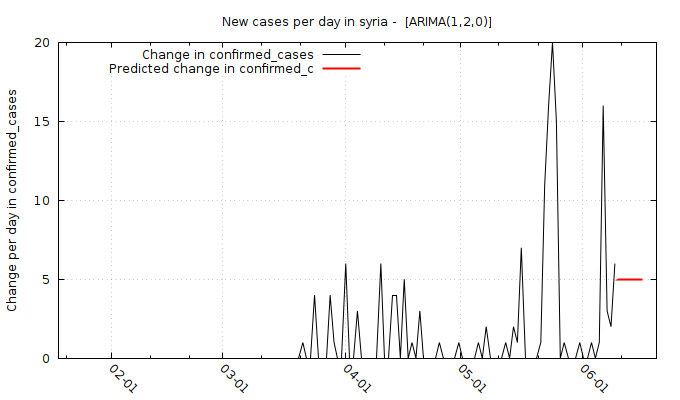 New cases per day in syria -  [ARIMA(1,2,0)]
Change in confirmed_cases
Predicted change in confirmed_c
Change per day in confirmed_cases
20
15
10
5
0
02-01
03-01
04-01
05-01
06-01